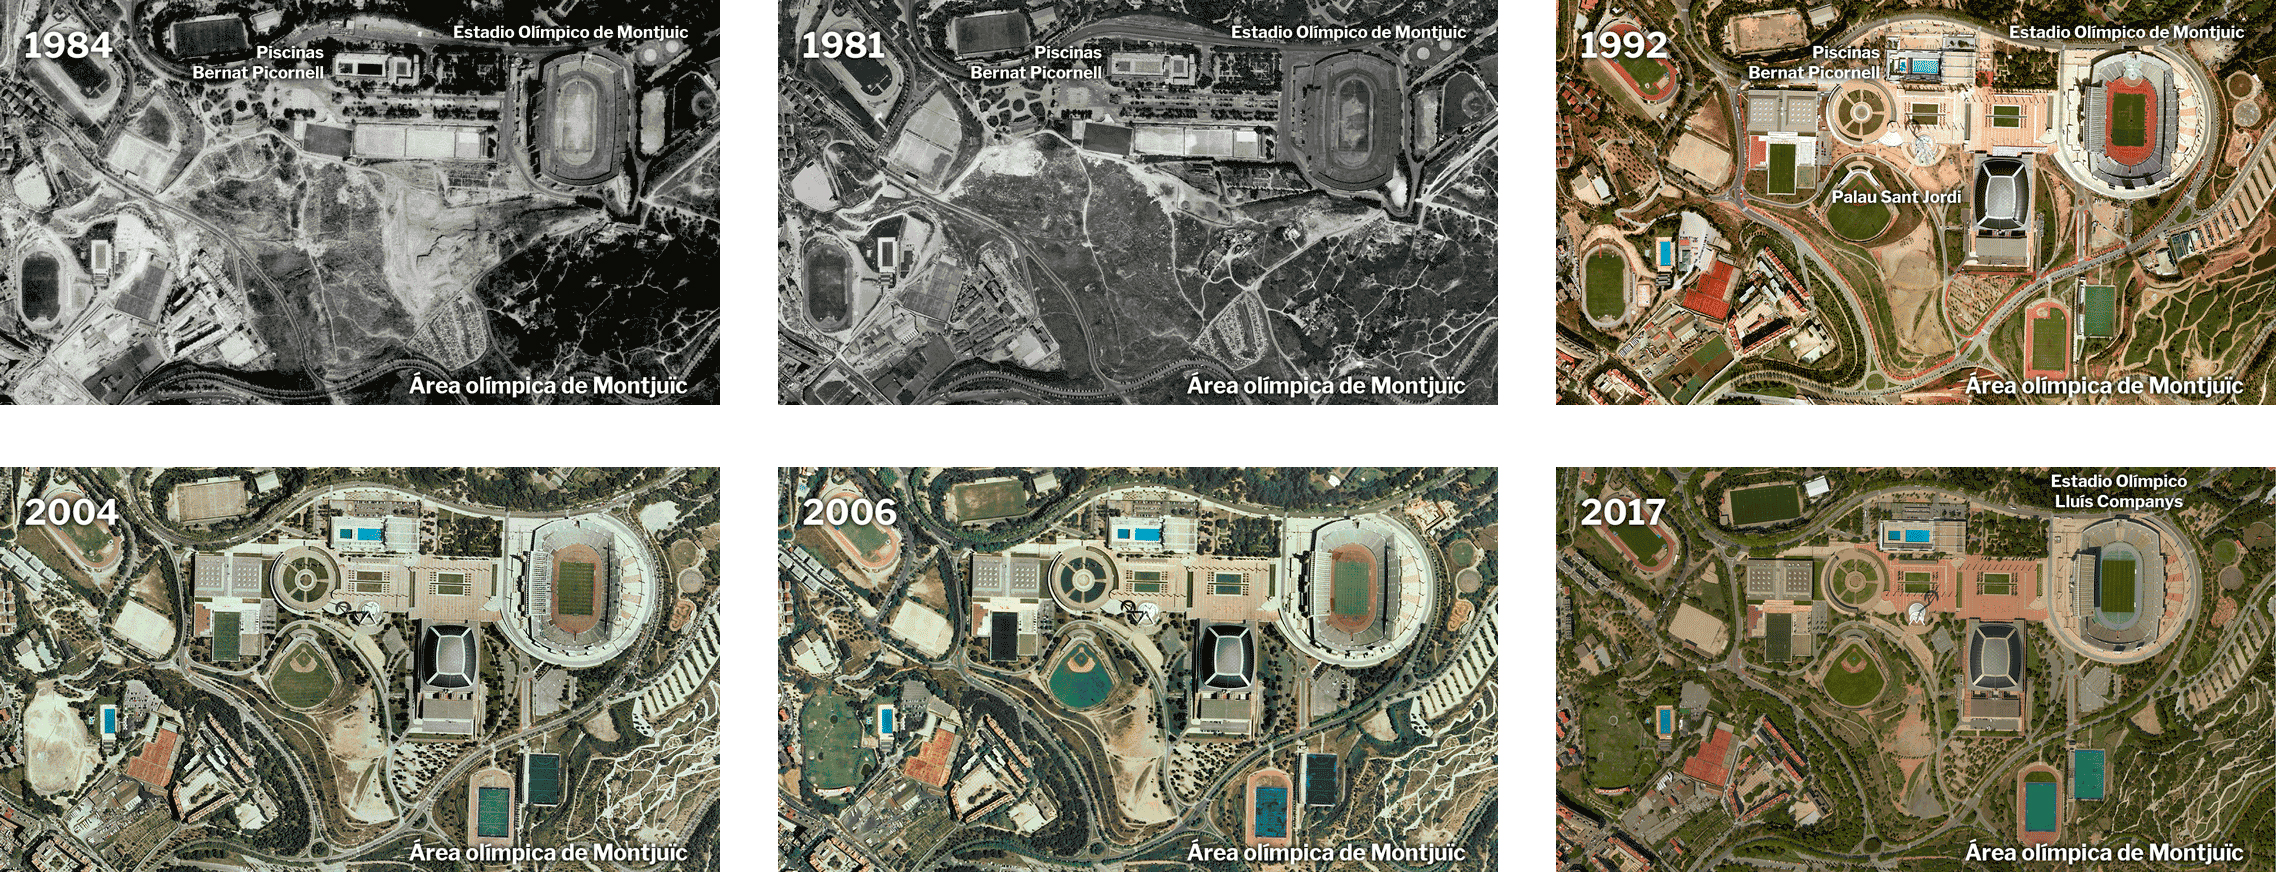 1984
Estadio Olímpico de Montjuic
Piscinas
Bernat Picornell
Área olímpica de Montjuïc
1981
Estadio Olímpico de Montjuic
Piscinas
Bernat Picornell
Área olímpica de Montjuïc
1992
Estadio Olímpico de Montjuic
Piscinas
Bernat Picornell
Palau Sant Jordi
Área olímpica de Montjuïc
2004
Área olímpica de Montjuïc
2006
Área olímpica de Montjuïc
2017
Estadio Olímpico
Lluís Companys
Área olímpica de Montjuïc